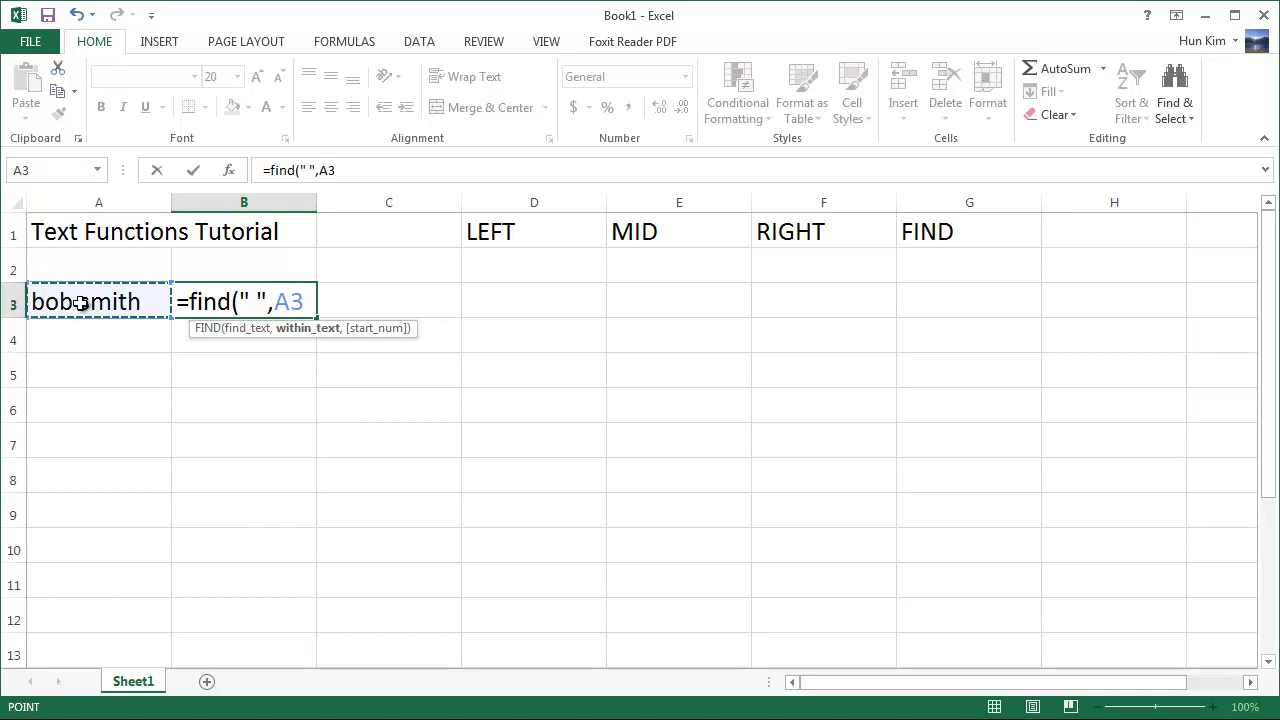 Book1 - Excel
?
FILE HOME INSERT PAGE LAYOUT FORMULAS DATA REVIEW VIEW Foxit Reader PDF Hun Kim
Paste
20
B I U A
Wrap Text
Merge & Center
General
$ % ,
Conditional Formatting
Format as Table
Cell Styles
Insert
Delete
Format
AutoSum
Fill
Clear
Sort & Filter
Find & Select
Clipboard Font Alignment Number Styles Cells Editing
A3 fx =find(" ",A3
A B C D E F G H
1 Text Functions Tutorial LEFT MID RIGHT FIND
2
3 bob smith =find(" ",A3
FIND(find_text, within_text, [start_num])
4
5
6
7
8
9
10
11
12
13
Sheet1
POINT 100%